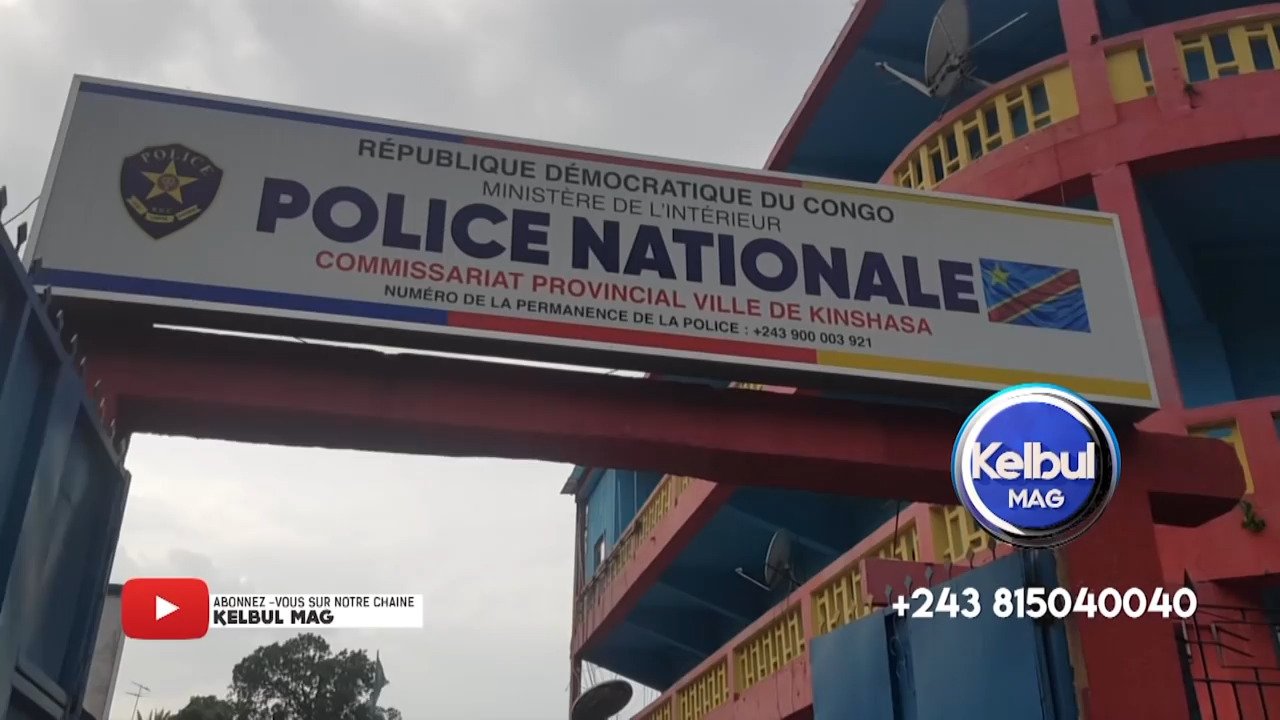 POLICE
RÉPUBLIQUE DÉMOCRATIQUE DU CONGO
MINISTÈRE DE L'INTÉRIEUR
POLICE NATIONALE
COMMISSARIAT PROVINCIAL VILLE DE KINSHASA
NUMÉRO DE LA PERMANENCE DE LA POLICE : +243 900 003 921
Kelbul
MAG
+243 815040040
ABONNEZ -VOUS SUR NOTRE CHAINE
KELBUL MAG